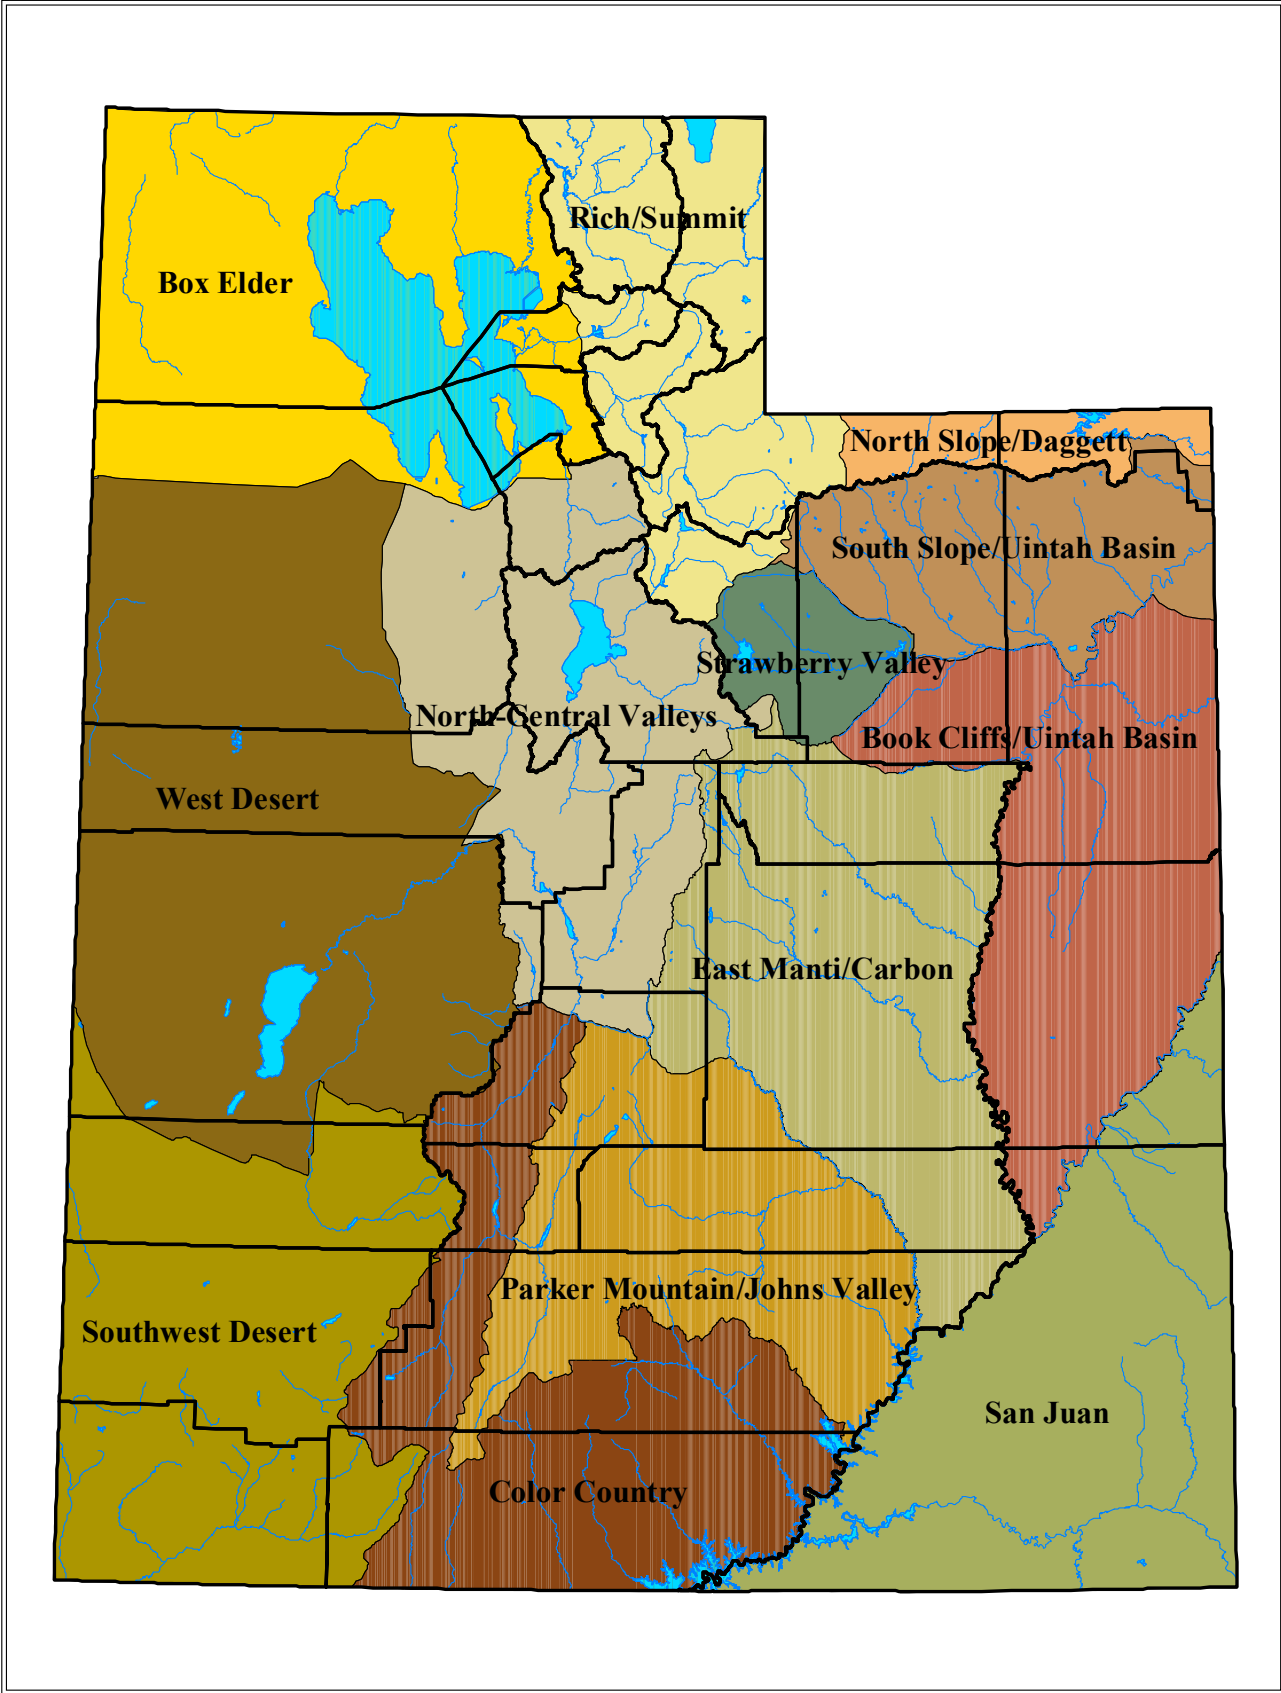 Rich/Summit
Box Elder
North Slope/Daggett
South Slope/Uintah Basin
Strawberry Valley
North-Central Valleys
Book Cliffs/Uintah Basin
West Desert
East Manti/Carbon
Parker Mountain/Johns Valley
Southwest Desert
San Juan
Color Country